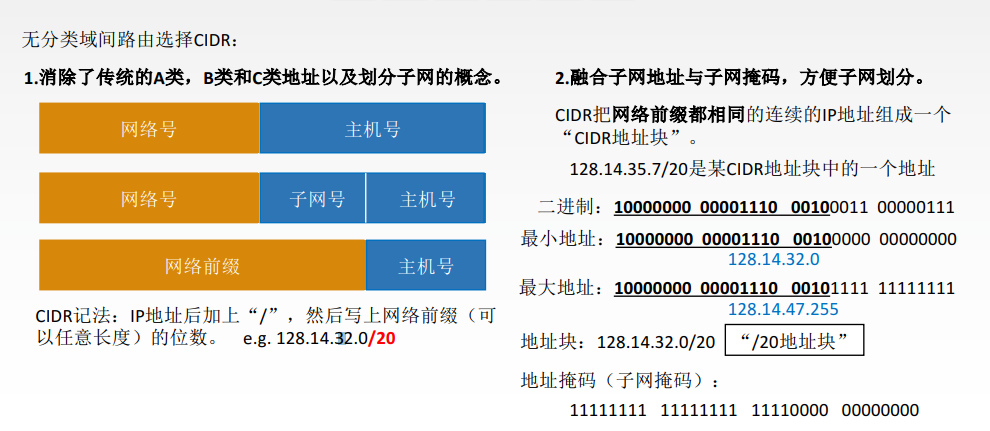 无分类域间路由选择CIDR：
1.消除了传统的A类，B类和C类地址以及划分子网的概念。
网络号 主机号
网络号 子网号 主机号
网络前缀 主机号
CIDR记法：IP地址后加上“/”，然后写上网络前缀（可
以任意长度）的位数。 e.g. 128.14.32.0/20
2.融合子网地址与子网掩码，方便子网划分。
CIDR把网络前缀都相同的连续的IP地址组成一个
“CIDR地址块”。
128.14.35.7/20是某CIDR地址块中的一个地址
二进制：10000000 00001110 00100011 00000111
最小地址：10000000 00001110 00100000 00000000
128.14.32.0
最大地址：10000000 00001110 00101111 11111111
128.14.47.255
地址块：128.14.32.0/20 “/20地址块”
地址掩码（子网掩码）：
11111111 11111111 11110000 00000000